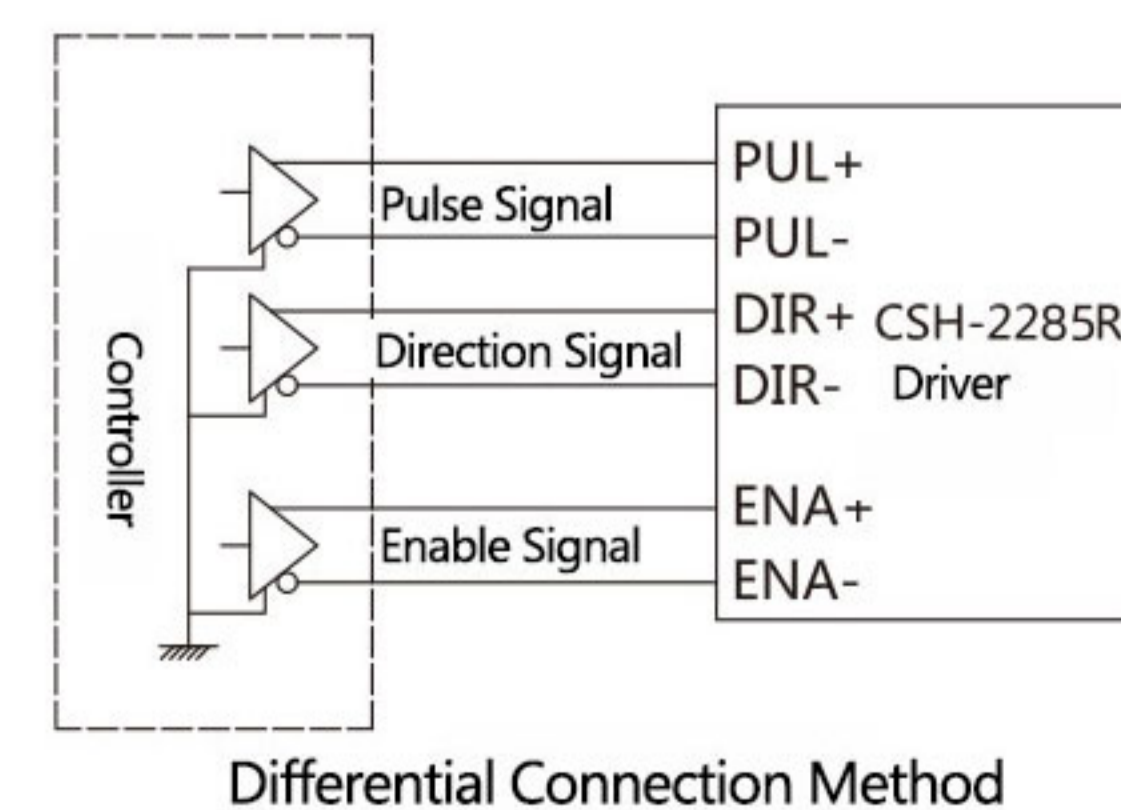 PUL+
Pulse Signal
PUL-
DIR+
CSH-2285R
Direction Signal
DIR-
Driver
Controller
ENA+
Enable Signal
ENA-
Differential Connection Method